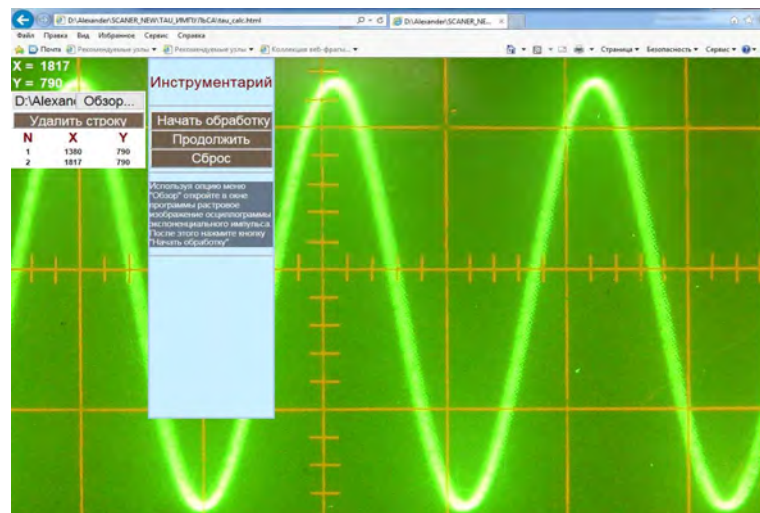 D:\Alexander\SCANER_NEW\TAU_ИМП\ЛЬСА\tau_calc.html
D:\Alexander\SCANER_NE...
Файл Правка Вид Избранное Сервис Справка
Почта Рекомендуемые узлы Рекомендуемые узлы Коллекция веб-фрагм...
Страница Безопасность Сервис
X = 1817
Y = 790
D:\Alexand Обзор...
Удалить строку
N X Y
1 1380 790
2 1817 790
Инструментарий
Начать обработку
Продолжить
Сброс
Используя опцию меню
"Обзор" откройте в окне
программы растровое
изображение осциллограммы
экспоненциального импульса.
После этого нажмите кнопку
"Начать обработку".